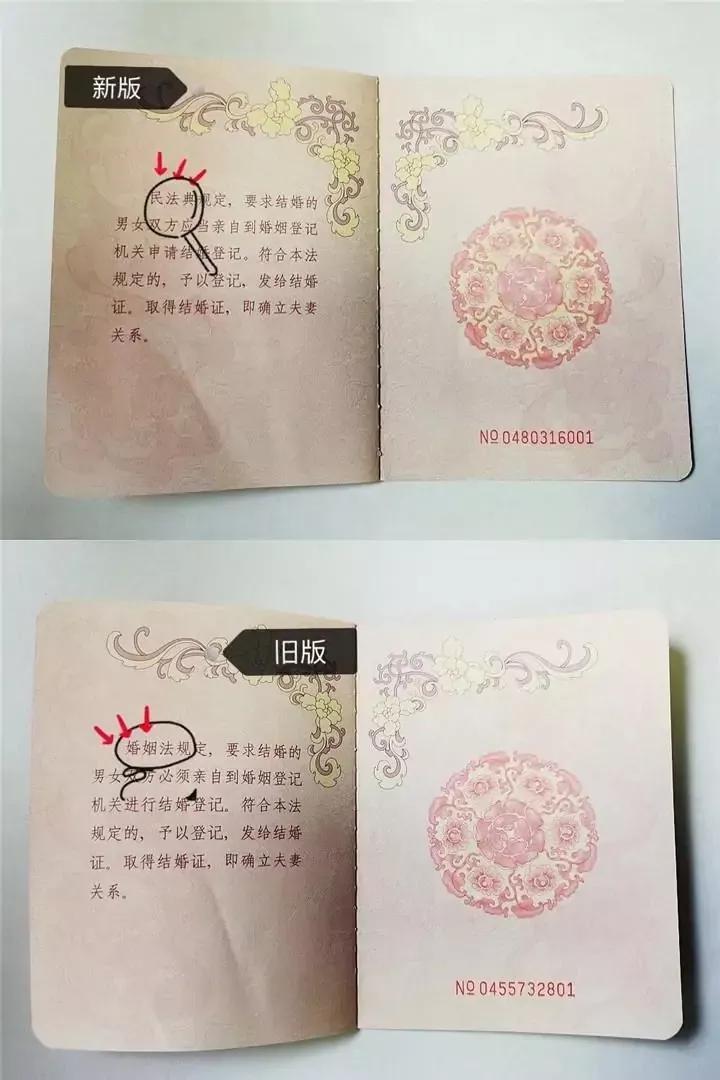 新版
民法典规定，要求结婚的
男女双方应当亲自到婚姻登记
机关申请结婚登记。符合本法
规定的，予以登记，发给结婚
证。取得结婚证，即确立夫妻
关系。
№ 0480316001
旧版
婚姻法规定，要求结婚的
男女双方必须亲自到婚姻登记
机关进行结婚登记。符合本法
规定的，予以登记，发给结婚
证。取得结婚证，即确立夫妻
关系。
№ 0455732801